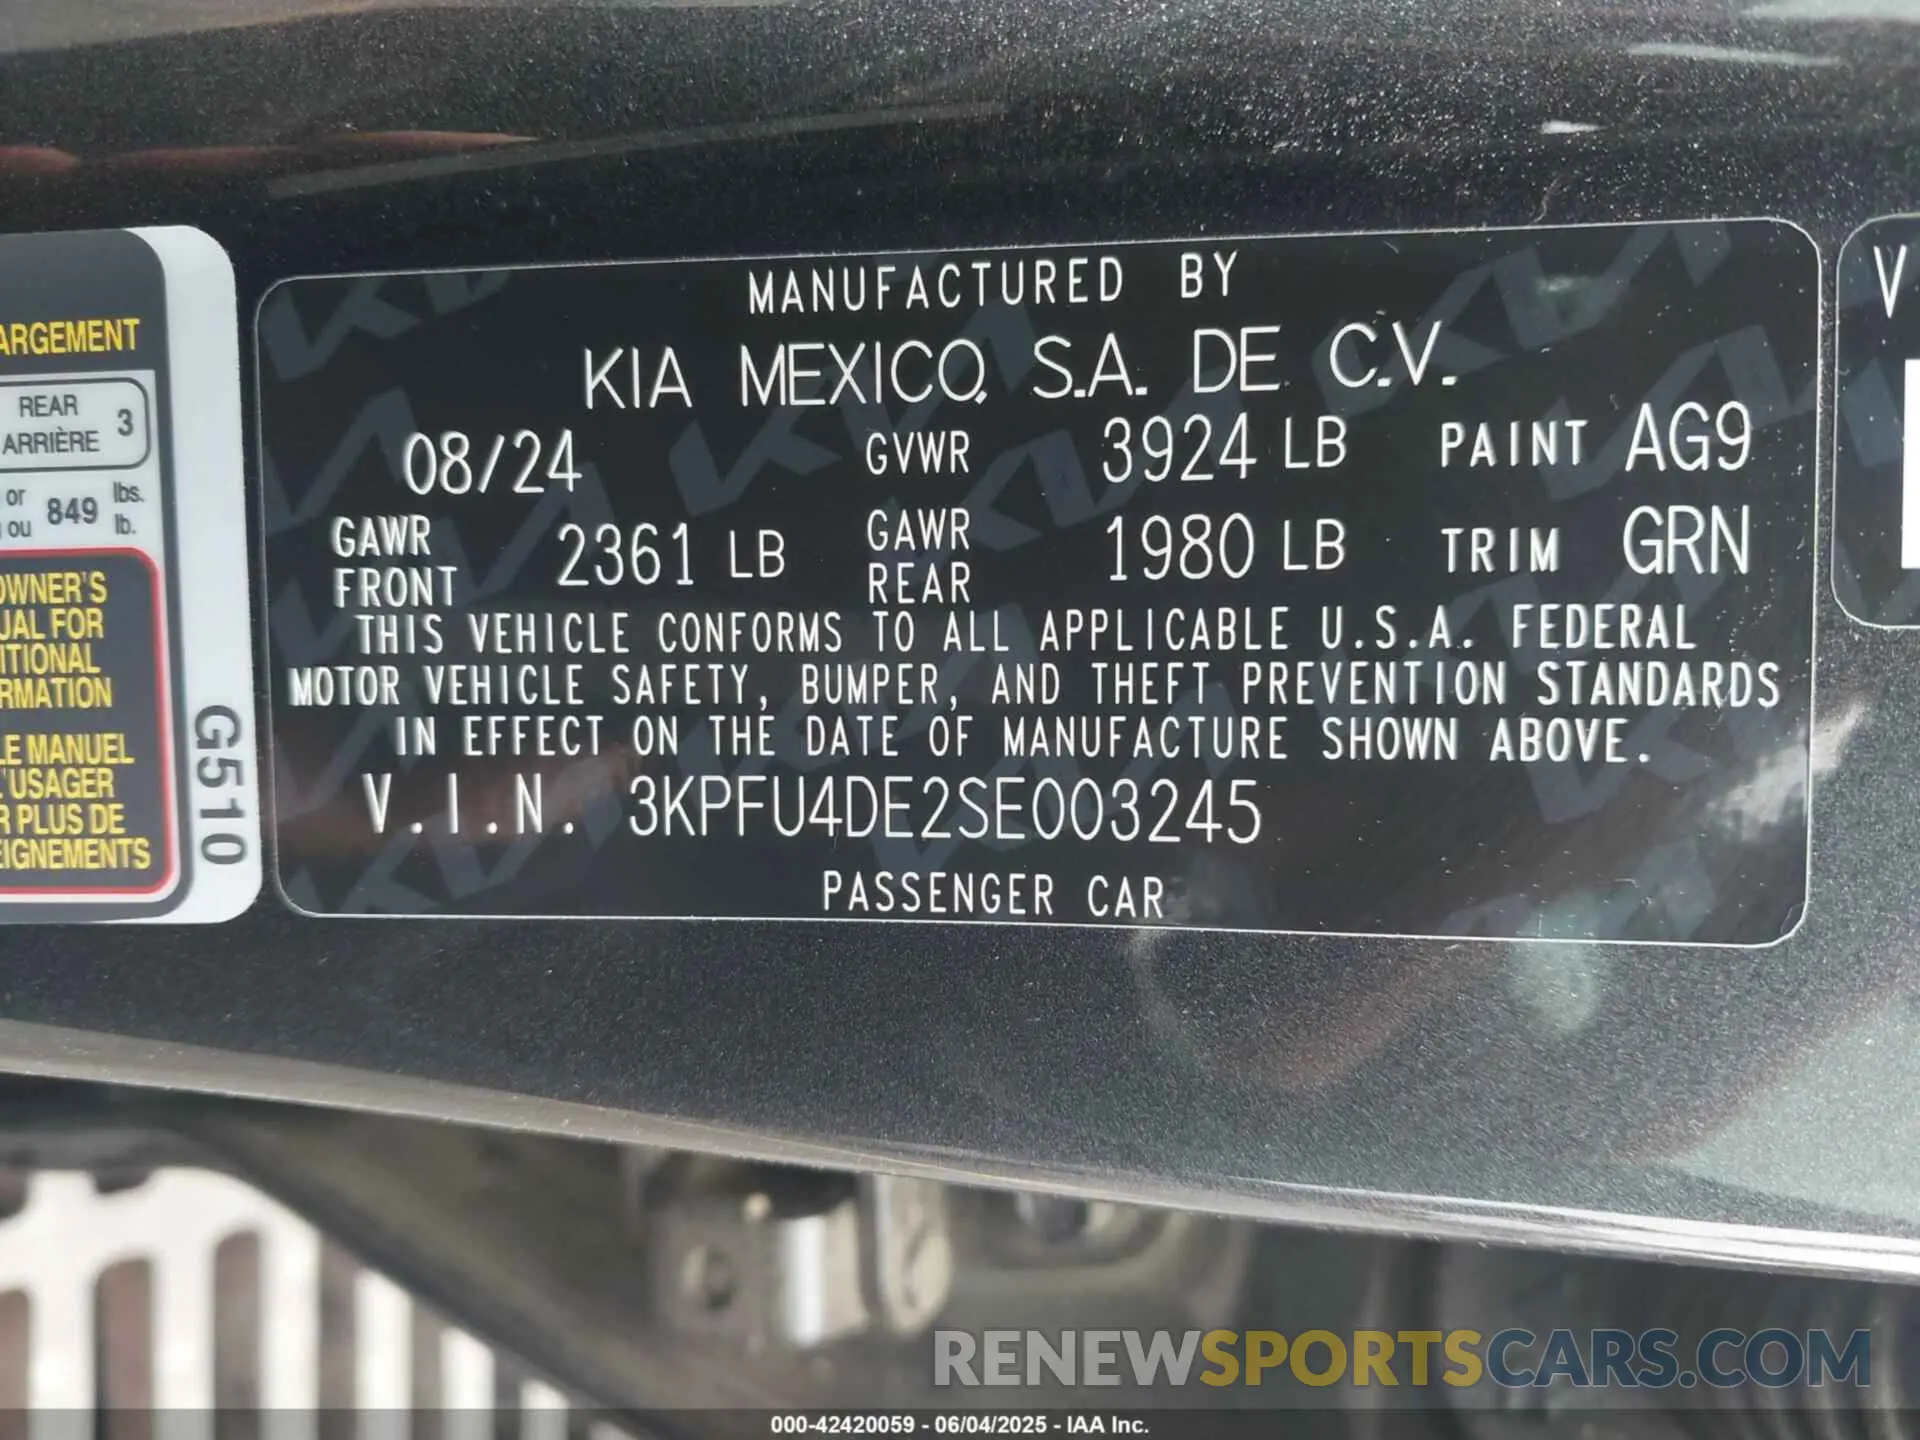 ARGEMENT
REAR 3
ARRIÈRE
or 849 lbs.
ou lb.
OWNER'S
UAL FOR
ITIONAL
RMATION
LE MANUEL
L'USAGER
R PLUS DE
EIGNEMENTS
G510
MANUFACTURED BY
KIA MEXICO, S.A. DE C.V.
08/24 GVWR 3924 LB PAINT AG9
GAWR FRONT 2361 LB GAWR REAR 1980 LB TRIM GRN
THIS VEHICLE CONFORMS TO ALL APPLICABLE U.S.A. FEDERAL
MOTOR VEHICLE SAFETY, BUMPER, AND THEFT PREVENTION STANDARDS
IN EFFECT ON THE DATE OF MANUFACTURE SHOWN ABOVE.
V.I.N. 3KPFU4DE2SE003245
PASSENGER CAR
V
RENEWSPORTSCARS.COM
000-42420059 - 06/04/2025 - IAA Inc.